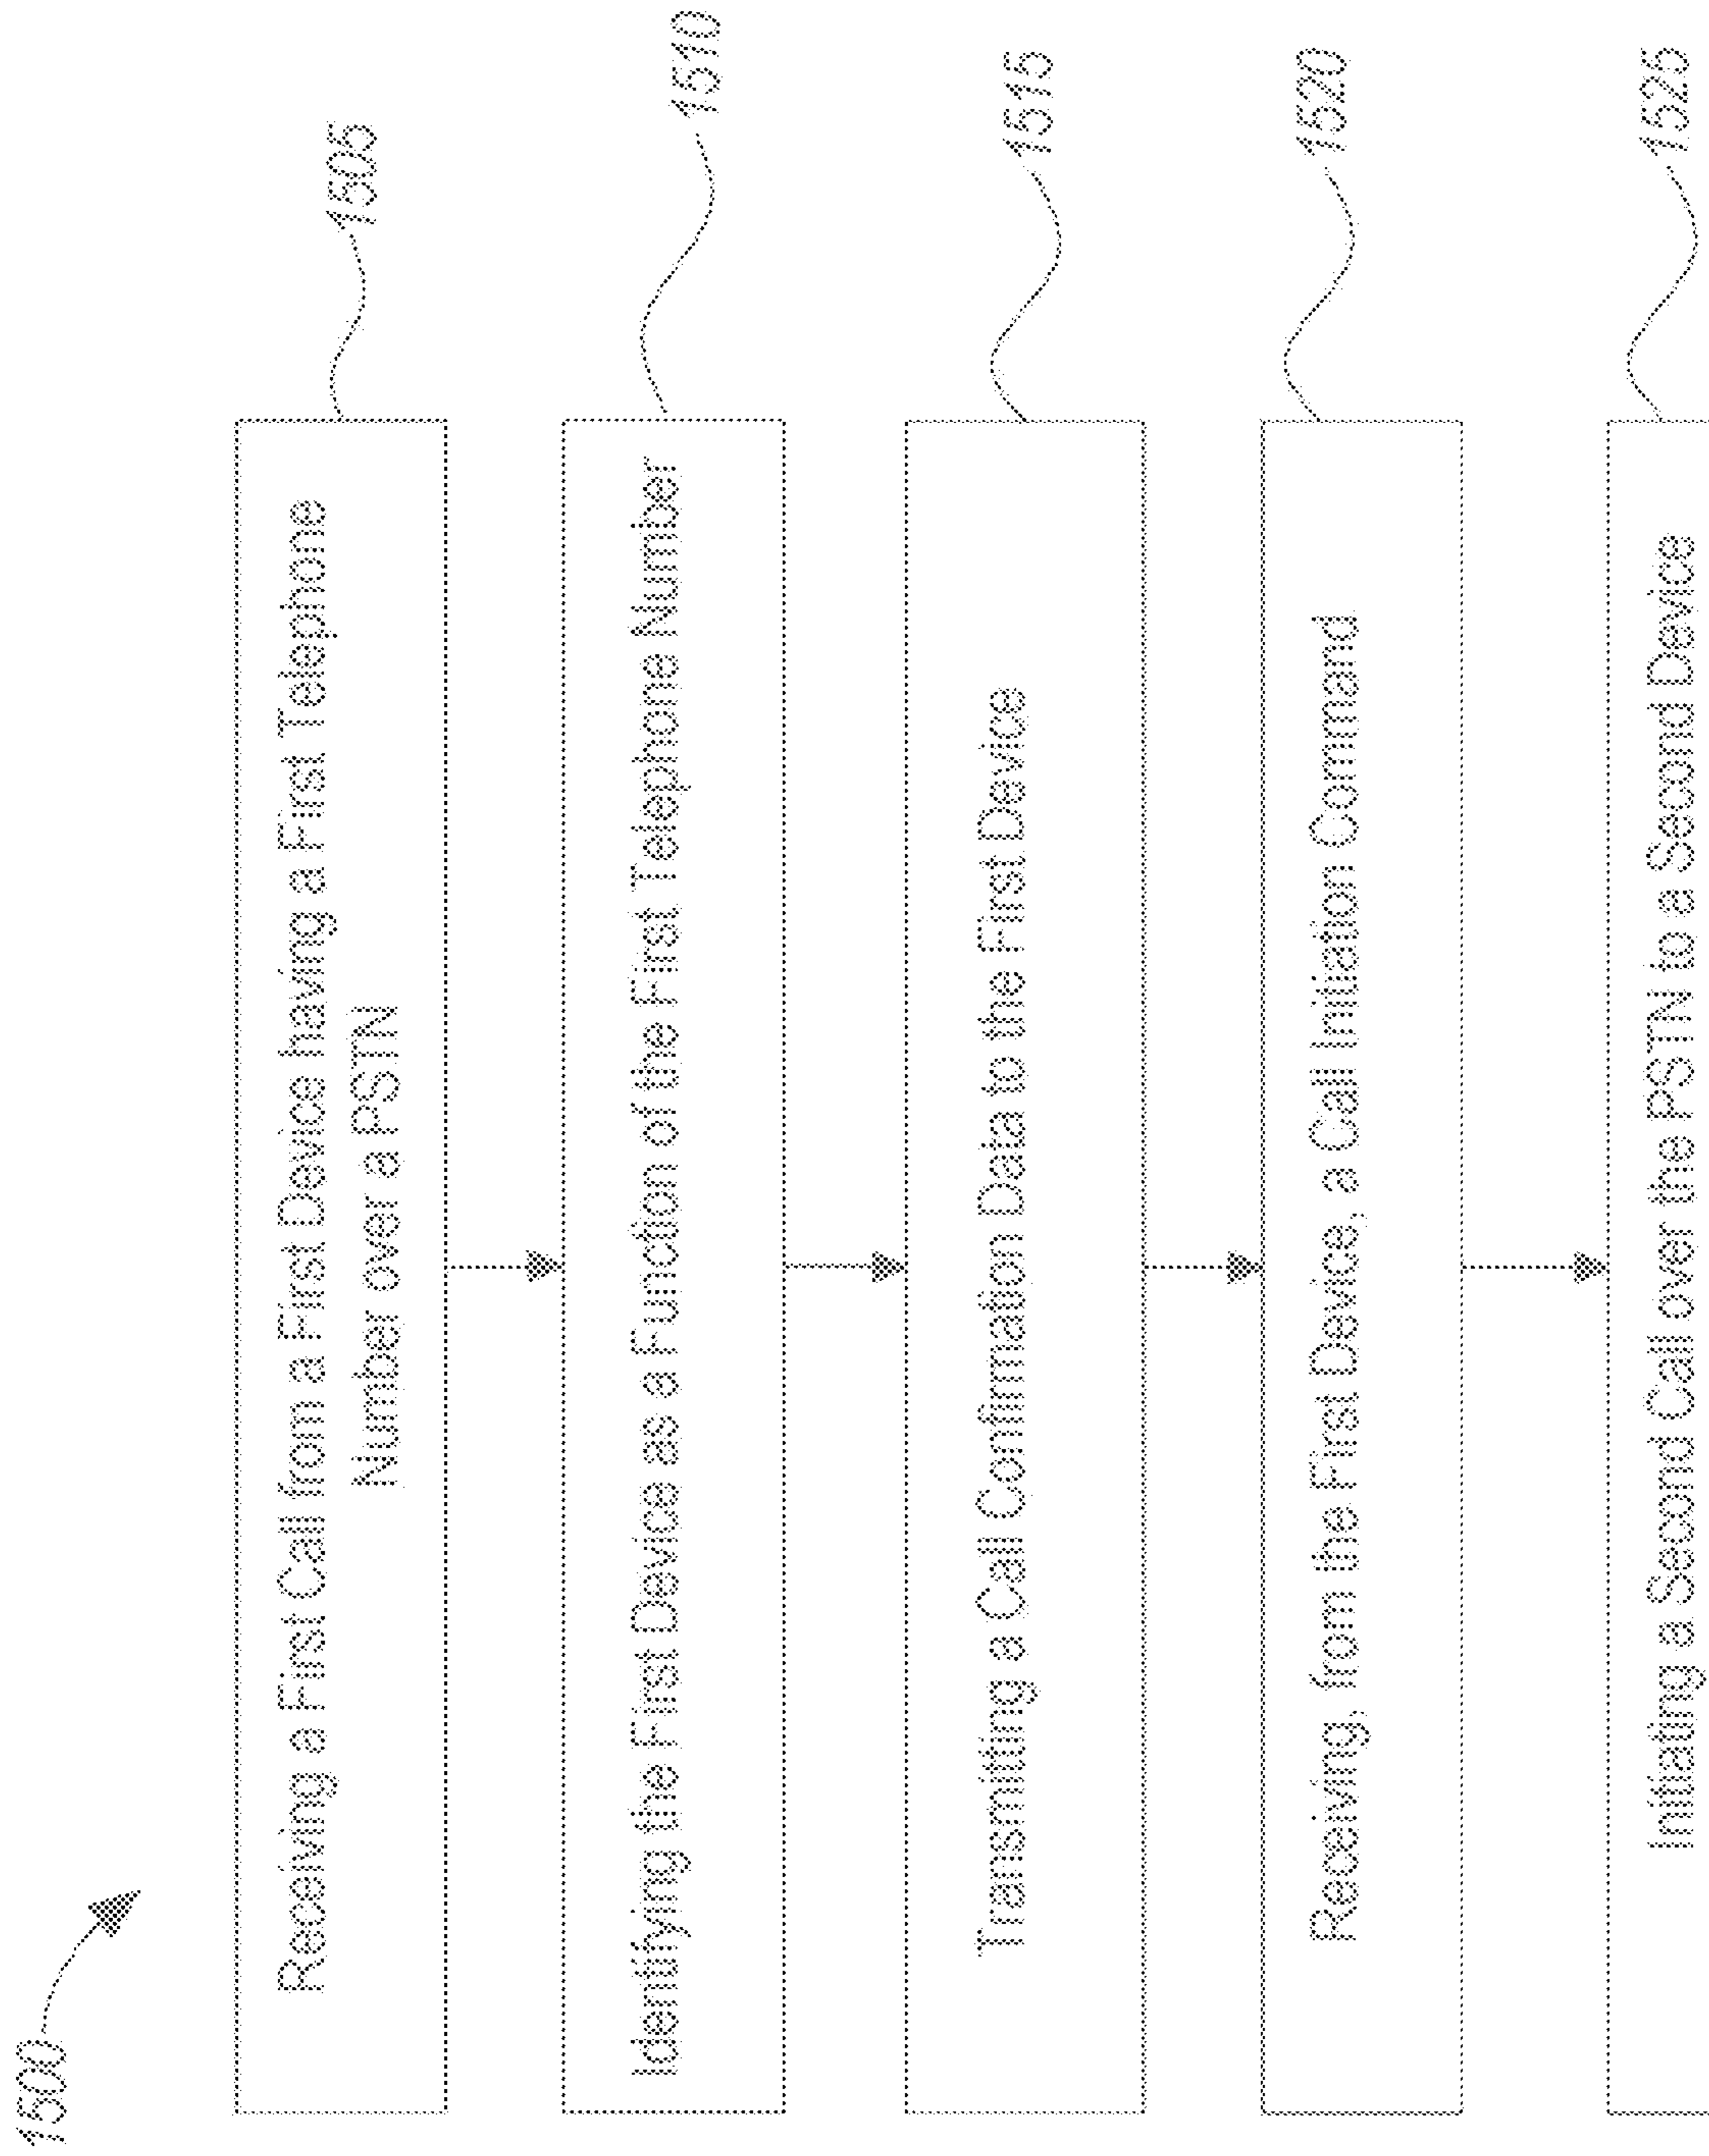 1500
Receiving a First Call from a First Device having a First Telephone
Number over a PSTN
1505
Identifying the First Device as a Function of the First Telephone Number
1510
Transmitting a Call Confirmation Data to the First Device
1515
Receiving, from the First Device, a Call Initiation Command
1520
Initiating a Second Call over the PSTN to a Second Device
1525